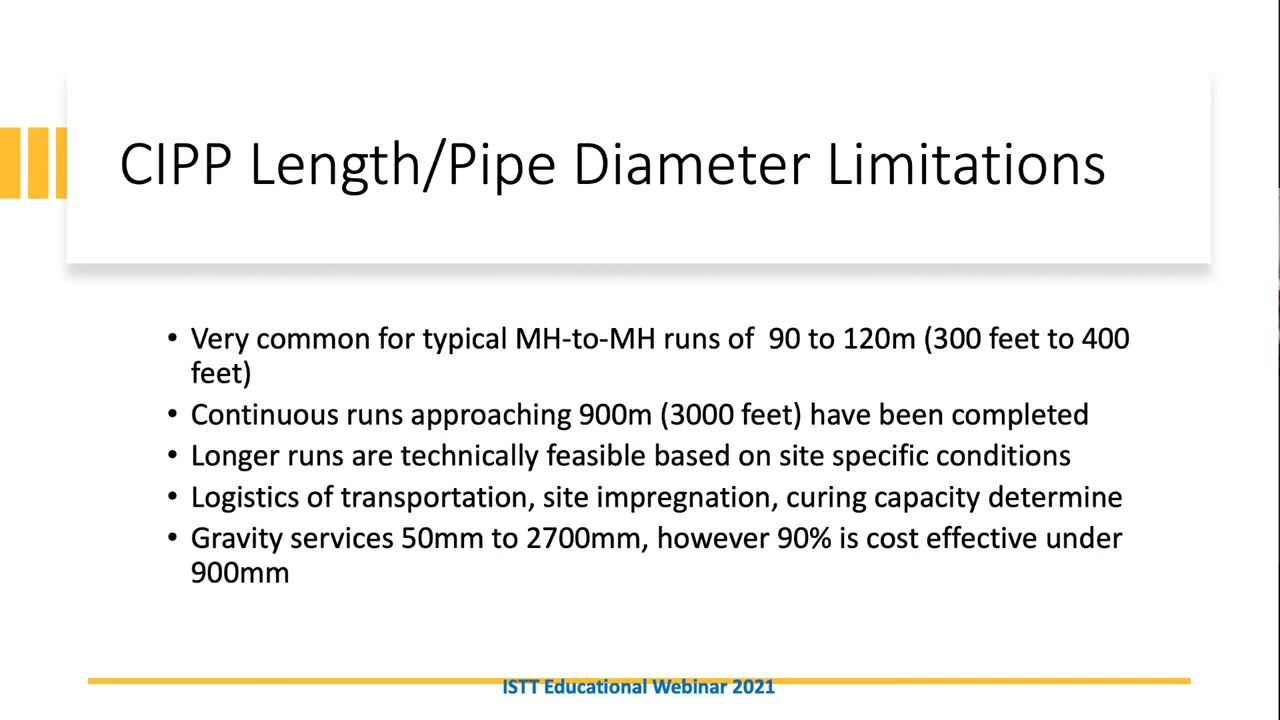 CIPP Length/Pipe Diameter Limitations
• Very common for typical MH-to-MH runs of  90 to 120m (300 feet to 400
feet)
• Continuous runs approaching 900m (3000 feet) have been completed
• Longer runs are technically feasible based on site specific conditions
• Logistics of transportation, site impregnation, curing capacity determine
• Gravity services 50mm to 2700mm, however 90% is cost effective under
900mm
ISTT Educational Webinar 2021